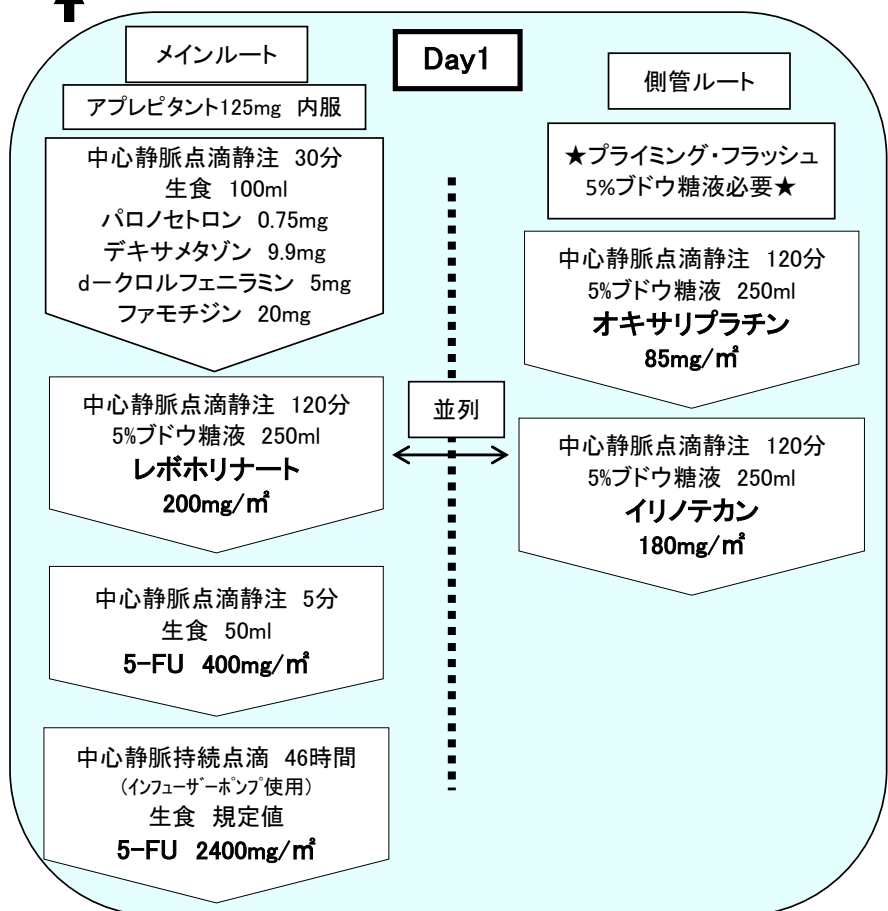 メインルート
Day1
側管ルート
アプレピタント125mg 内服
中心静脈点滴静注 30分
生食 100ml
パロノセトロン 0.75mg
デキサメタゾン 9.9mg
d－クロルフェニラミン 5mg
ファモチジン 20mg
★プライミング・フラッシュ
5%ブドウ糖液必要★
中心静脈点滴静注 120分
5%ブドウ糖液 250ml
オキサリプラチン
85mg/㎡
中心静脈点滴静注 120分
5%ブドウ糖液 250ml
レボホリナート
200mg/㎡
並列
中心静脈点滴静注 120分
5%ブドウ糖液 250ml
イリノテカン
180mg/㎡
中心静脈点滴静注 5分
生食 50ml
5-FU 400mg/㎡
中心静脈持続点滴 46時間
(ｲﾝﾌｭｰｻﾞｰﾎﾟﾝﾌﾟ使用)
生食 規定値
5-FU 2400mg/㎡